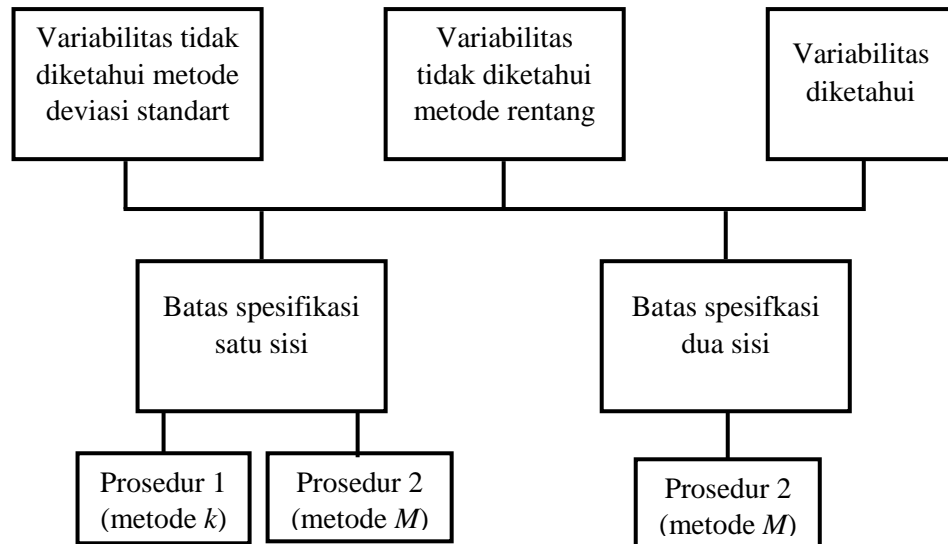 Variabilitas tidak
diketahui metode
deviasi standart
Variabilitas
tidak diketahui
metode rentang
Variabilitas
diketahui
Batas spesifikasi
satu sisi
Batas spesifkasi
dua sisi
Prosedur 1
(metode k)
Prosedur 2
(metode M)
Prosedur 2
(metode M)